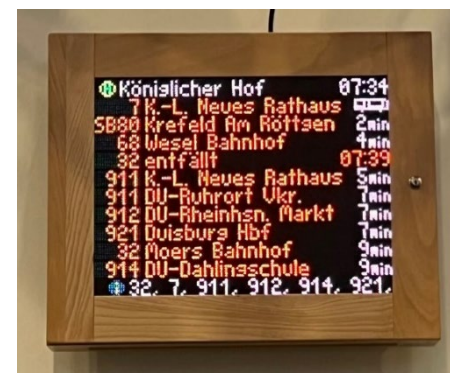 H Königlicher Hof 07:34
7 K.-L. Neues Rathaus
SB80 Krefeld Am Röttgen 2min
68 Wesel Bahnhof 4min
32 entfällt 07:39
911 K.-L. Neues Rathaus 5min
911 DU-Ruhrort Vkr. 7min
912 DU-Rheinhsn. Markt 7min
921 Duisburg Hbf 7min
32 Moers Bahnhof 9min
914 DU-Dahlingschule 9min
32, 7, 911, 912, 914, 921,